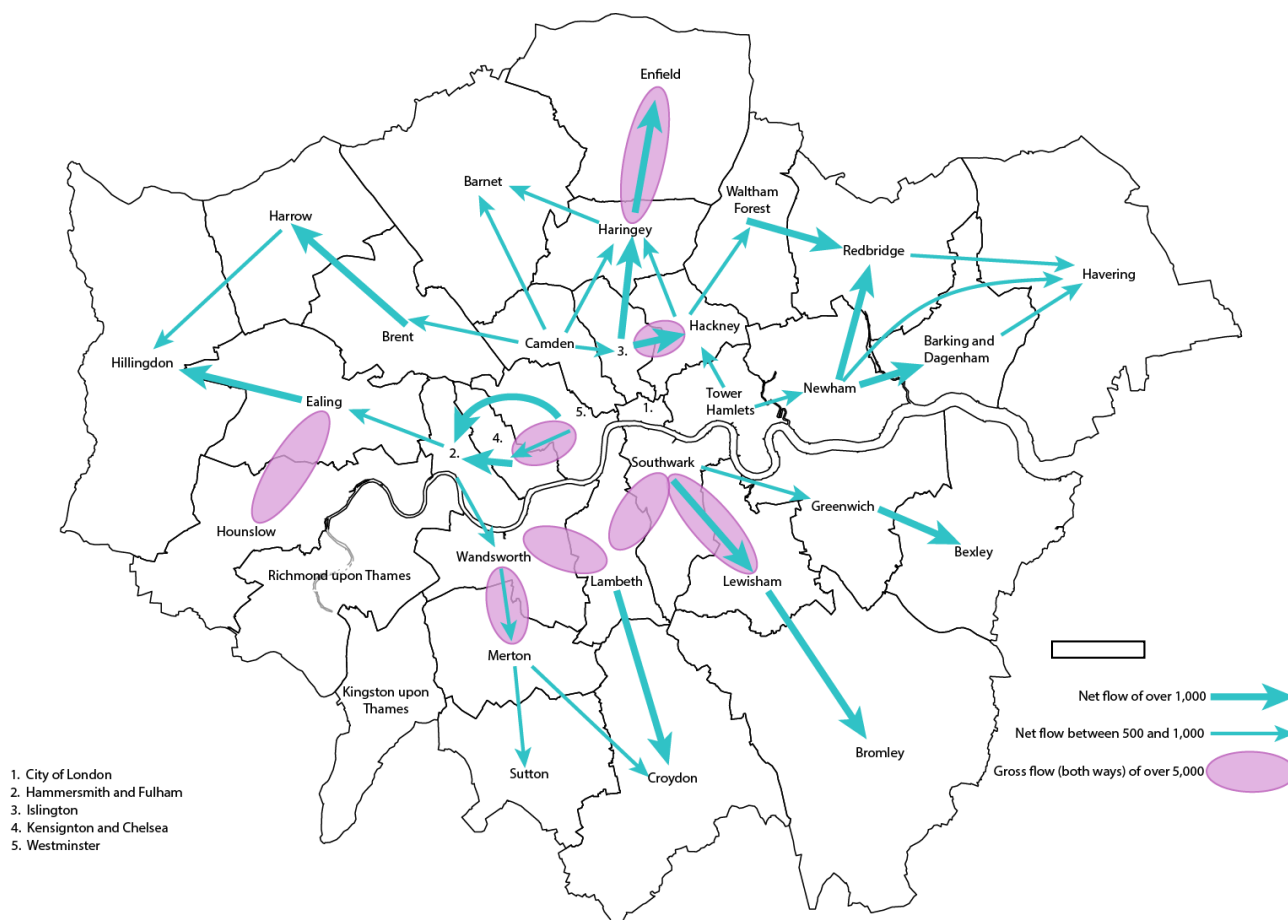 Enfield
Barnet
Waltham
Forest
Harrow
Haringey
Redbridge
Havering
Hackney
Brent
Camden
3.
Barking and
Dagenham
Hillingdon
Newham
Ealing
Tower
Hamlets
1.
5.
4.
2.
Southwark
Greenwich
Hounslow
Bexley
Wandsworth
Richmond upon Thames
Lambeth
Lewisham
Merton
Kingston upon
Thames
Net flow of over 1,000
Net flow between 500 and 1,000
Bromley
Sutton
Croydon
Gross flow (both ways) of over 5,000
1. City of London
2. Hammersmith and Fulham
3. Islington
4. Kensignton and Chelsea
5. Westminster